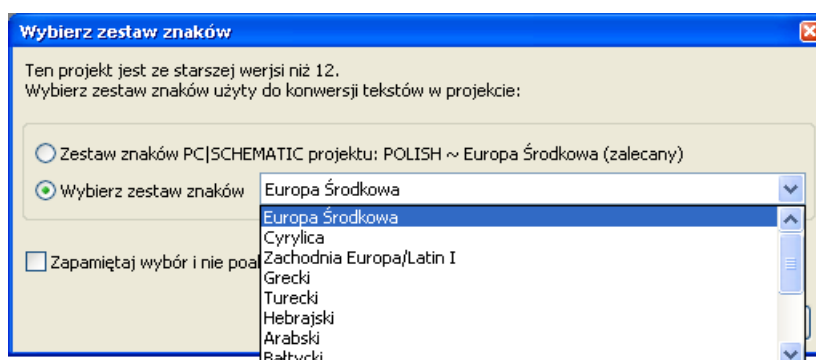 Wybierz zestaw znaków
Ten projekt jest ze starszej werjsi niż 12.
Wybierz zestaw znaków użyty do konwersji tekstów w projekcie:
Zestaw znaków PC|SCHEMATIC projektu: POLISH ~ Europa Środkowa (zalecany)
Wybierz zestaw znaków Europa Środkowa
Europa Środkowa
Cyrylica
Zachodnia Europa/Latin I
Grecki
Turecki
Hebrajski
Arabski
Bałtycki
Zapamiętaj wybór i nie